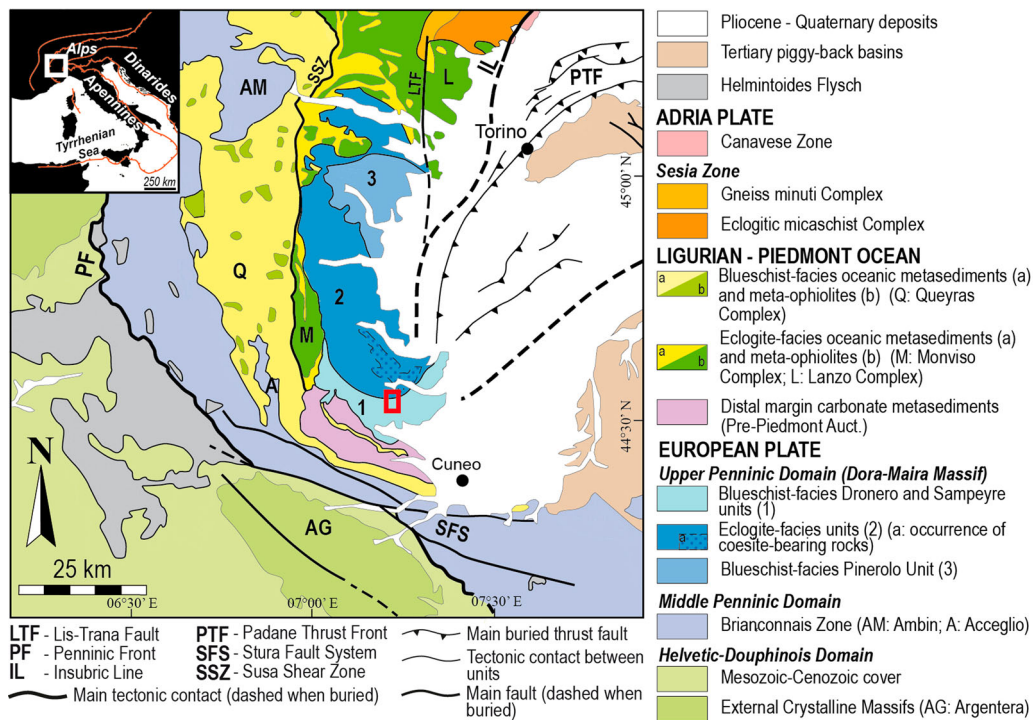 Alps
Dinarides
Apennines
Tyrrhenian
Sea
250 km
AM
SSZ
LTF
L
IL
PTF
Torino
45°00' N
3
PF
Q
2
M
A
1
44°30' N
N
Cuneo
SFS
AG
25 km
06°30' E
07°00' E
07°30' E
LTF - Lis-Trana Fault
PF - Penninic Front
IL - Insubric Line
PTF - Padane Thrust Front
SFS - Stura Fault System
SSZ - Susa Shear Zone
Main tectonic contact (dashed when buried)
Main buried thrust fault
Tectonic contact between
units
Main fault (dashed when
buried)
Pliocene - Quaternary deposits
Tertiary piggy-back basins
Helmintoides Flysch
ADRIA PLATE
Canavese Zone
Sesia Zone
Gneiss minuti Complex
Eclogitic micaschist Complex
LIGURIAN - PIEDMONT OCEAN
a
b
Blueschist-facies oceanic metasediments (a)
and meta-ophiolites (b) (Q: Queyras
Complex)
a
b
Eclogite-facies oceanic metasediments (a)
and meta-ophiolites (b) (M: Monviso
Complex; L: Lanzo Complex)
Distal margin carbonate metasediments
(Pre-Piedmont Auct.)
EUROPEAN PLATE
Upper Penninic Domain (Dora-Maira Massif)
Blueschist-facies Dronero and Sampeyre
units (1)
a
Eclogite-facies units (2) (a: occurrence of
coesite-bearing rocks)
Blueschist-facies Pinerolo Unit (3)
Middle Penninic Domain
Brianconnais Zone (AM: Ambin; A: Acceglio)
Helvetic-Douphinois Domain
Mesozoic-Cenozoic cover
External Crystalline Massifs (AG: Argentera)